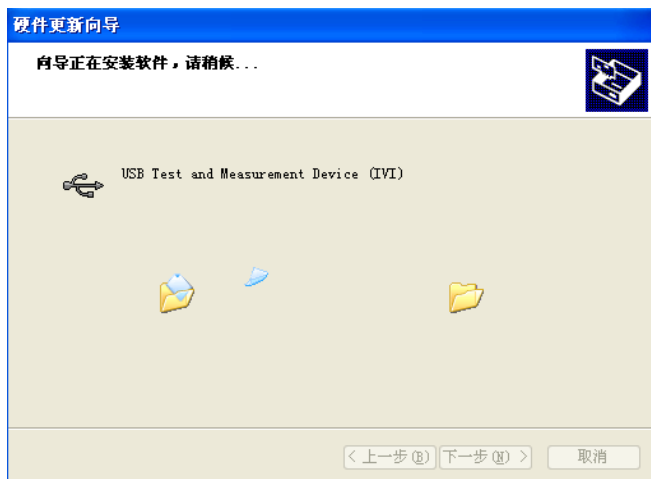 硬件更新向导
向导正在安装软件，请稍候...
USB Test and Measurement Device (IVI)
< 上一步(B) 下一步(N) > 取消